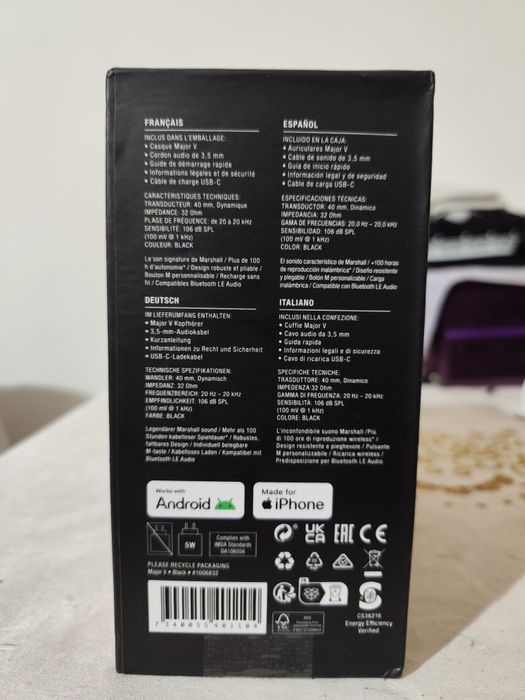 FRANÇAIS
INCLUS DANS L'EMBALLAGE:
• Casque Major V
• Cordon audio de 3,5 mm
• Guide de démarrage rapide
• Informations légales et de sécurité
• Câble de charge USB-C
CARACTÉRISTIQUES TECHNIQUES:
TRANSDUCTEUR: 40 mm, Dynamique
IMPÉDANCE: 32 Ohm
PLAGE DE FRÉQUENCE: de 20 à 20 kHz
SENSIBILITÉ: 106 dB SPL
(100 mV @ 1 kHz)
COULEUR: BLACK
Le son signature de Marshall / Plus de 100
h d'autonomie* / Design robuste et pliable /
Bouton M personnalisable / Recharge sans
fil / Compatibles Bluetooth LE Audio
ESPAÑOL
INCLUIDO EN LA CAJA:
• Auriculares Major V
• Cable de sonido de 3,5 mm
• Guía de inicio rápido
• Información legal y de seguridad
• Cable de carga USB-C
ESPECIFICACIONES TÉCNICAS:
TRANSDUCTOR: 40 mm, Dinámico
IMPEDANCIA: 32 Ohm
GAMA DE FRECUENCIAS: 20,0 Hz – 20,0 kHz
SENSIBILIDAD: 106 dB SPL
(100 mV @ 1 kHz)
COLOR: BLACK
El sonido característico de Marshall / +100 horas
de reproducción inalámbrica* / Diseño resistente
y plegable / Botón M personalizable / Carga
inalámbrica / Compatibles con Bluetooth LE Audio
DEUTSCH
IM LIEFERUMFANG ENTHALTEN:
• Major V Kopfhörer
• 3,5-mm-Audiokabel
• Kurzanleitung
• Informationen zu Recht und Sicherheit
• USB-C-Ladekabel
TECHNISCHE SPEZIFIKATIONEN:
WANDLER: 40 mm, Dynamisch
IMPEDANZ: 32 Ohm
FREQUENZBEREICH: 20 Hz – 20 kHz
EMPFINDLICHKEIT: 106 dB SPL
(100 mV @ 1 kHz)
FARBE: BLACK
Legendärer Marshall sound / Mehr als 100
Stunden kabelloser Spieldauer* / Robustes,
faltbares Design / Individuell belegbare
M-taste / Kabelloses Laden / Kompatibel mit
Bluetooth LE Audio
ITALIANO
INCLUSI NELLA CONFEZIONE:
• Cuffie Major V
• Cavo audio da 3,5 mm
• Guida rapida
• Informazioni legali e di sicurezza
• Cavo di ricarica USB-C
SPECIFICHE TECNICHE:
TRASDUTTORE: 40 mm, Dinamico
IMPEDENZA:32 Ohm
GAMMA DI FREQUENZA: 20 Hz – 20 kHz
SENSIBILITÀ: 106 dB SPL
(100 mV @ 1 kHz)
COLORE: BLACK
L'inconfondibile suono Marshall /Più
di 100 ore di riproduzione wireless* /
Design resistente e pieghevole / Pulsante
M personalizzabile / Ricarica wireless /
Predisposizione per Bluetooth LE Audio
Works with
Android
Made for
iPhone
5W
Complies with
IMDA Standards
DA106056
UK
CA
EAC
CE
PLEASE RECYCLE PACKAGING
Major V • Black • #1006832
7340055401104
FSC
MIX
CS38216
Energy Efficiency
Verified